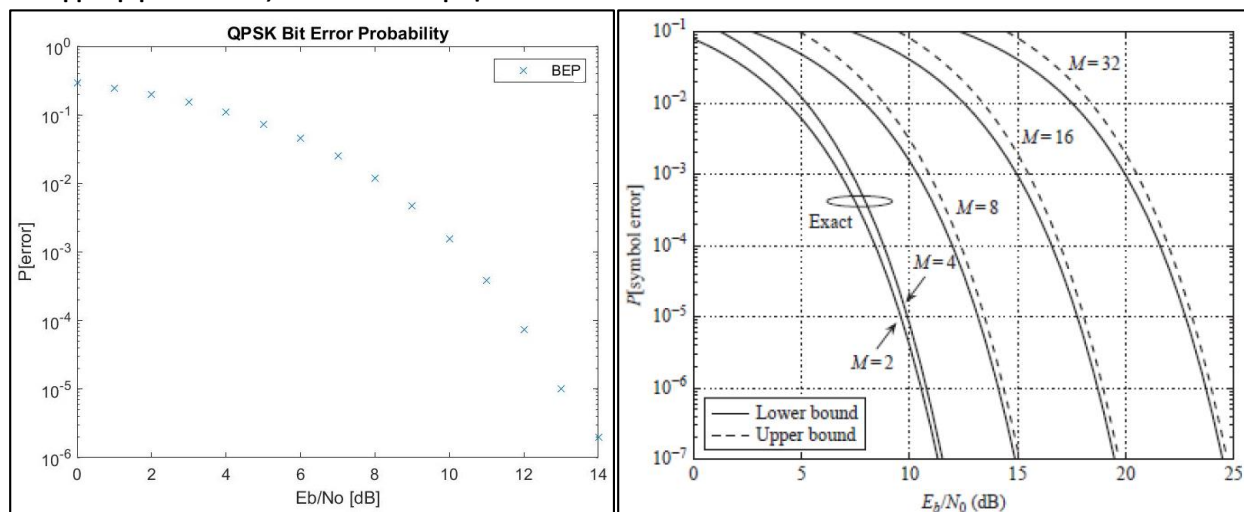 QPSK Bit Error Probability
BEP
10^0
10^-1
10^-2
10^-3
10^-4
10^-5
10^-6
P[error]
0 2 4 6 8 10 12 14
Eb/No [dB]
10^-1
10^-2
10^-3
10^-4
10^-5
10^-6
10^-7
P[symbol error]
M=32
M=16
M=8
Exact
M=4
M=2
Lower bound
Upper bound
0 5 10 15 20 25
E_b/N_0 (dB)